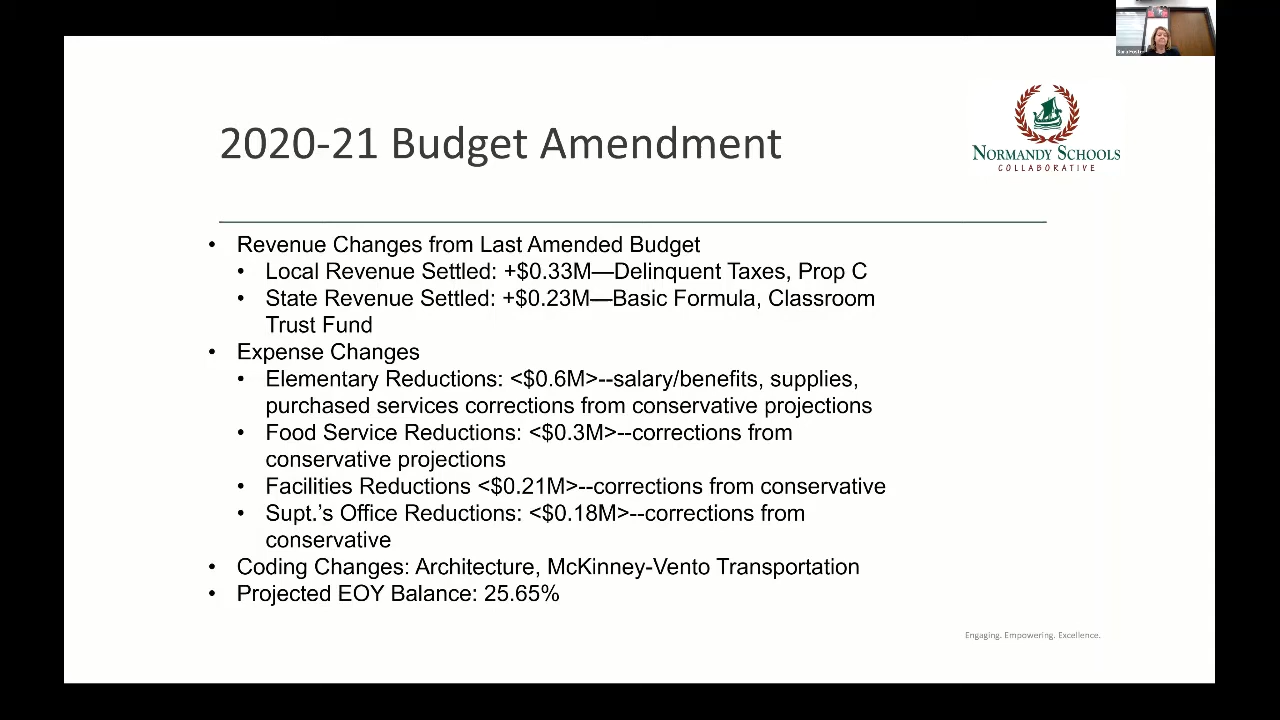 2020-21 Budget Amendment
NORMANDY SCHOOLS
COLLABORATIVE
• Revenue Changes from Last Amended Budget
• Local Revenue Settled: +$0.33M—Delinquent Taxes, Prop C
• State Revenue Settled: +$0.23M—Basic Formula, Classroom
Trust Fund
• Expense Changes
• Elementary Reductions: <$0.6M>--salary/benefits, supplies,
purchased services corrections from conservative projections
• Food Service Reductions: <$0.3M>--corrections from
conservative projections
• Facilities Reductions <$0.21M>--corrections from conservative
• Supt.’s Office Reductions: <$0.18M>--corrections from
conservative
• Coding Changes: Architecture, McKinney-Vento Transportation
• Projected EOY Balance: 25.65%
Engaging. Empowering. Excellence.